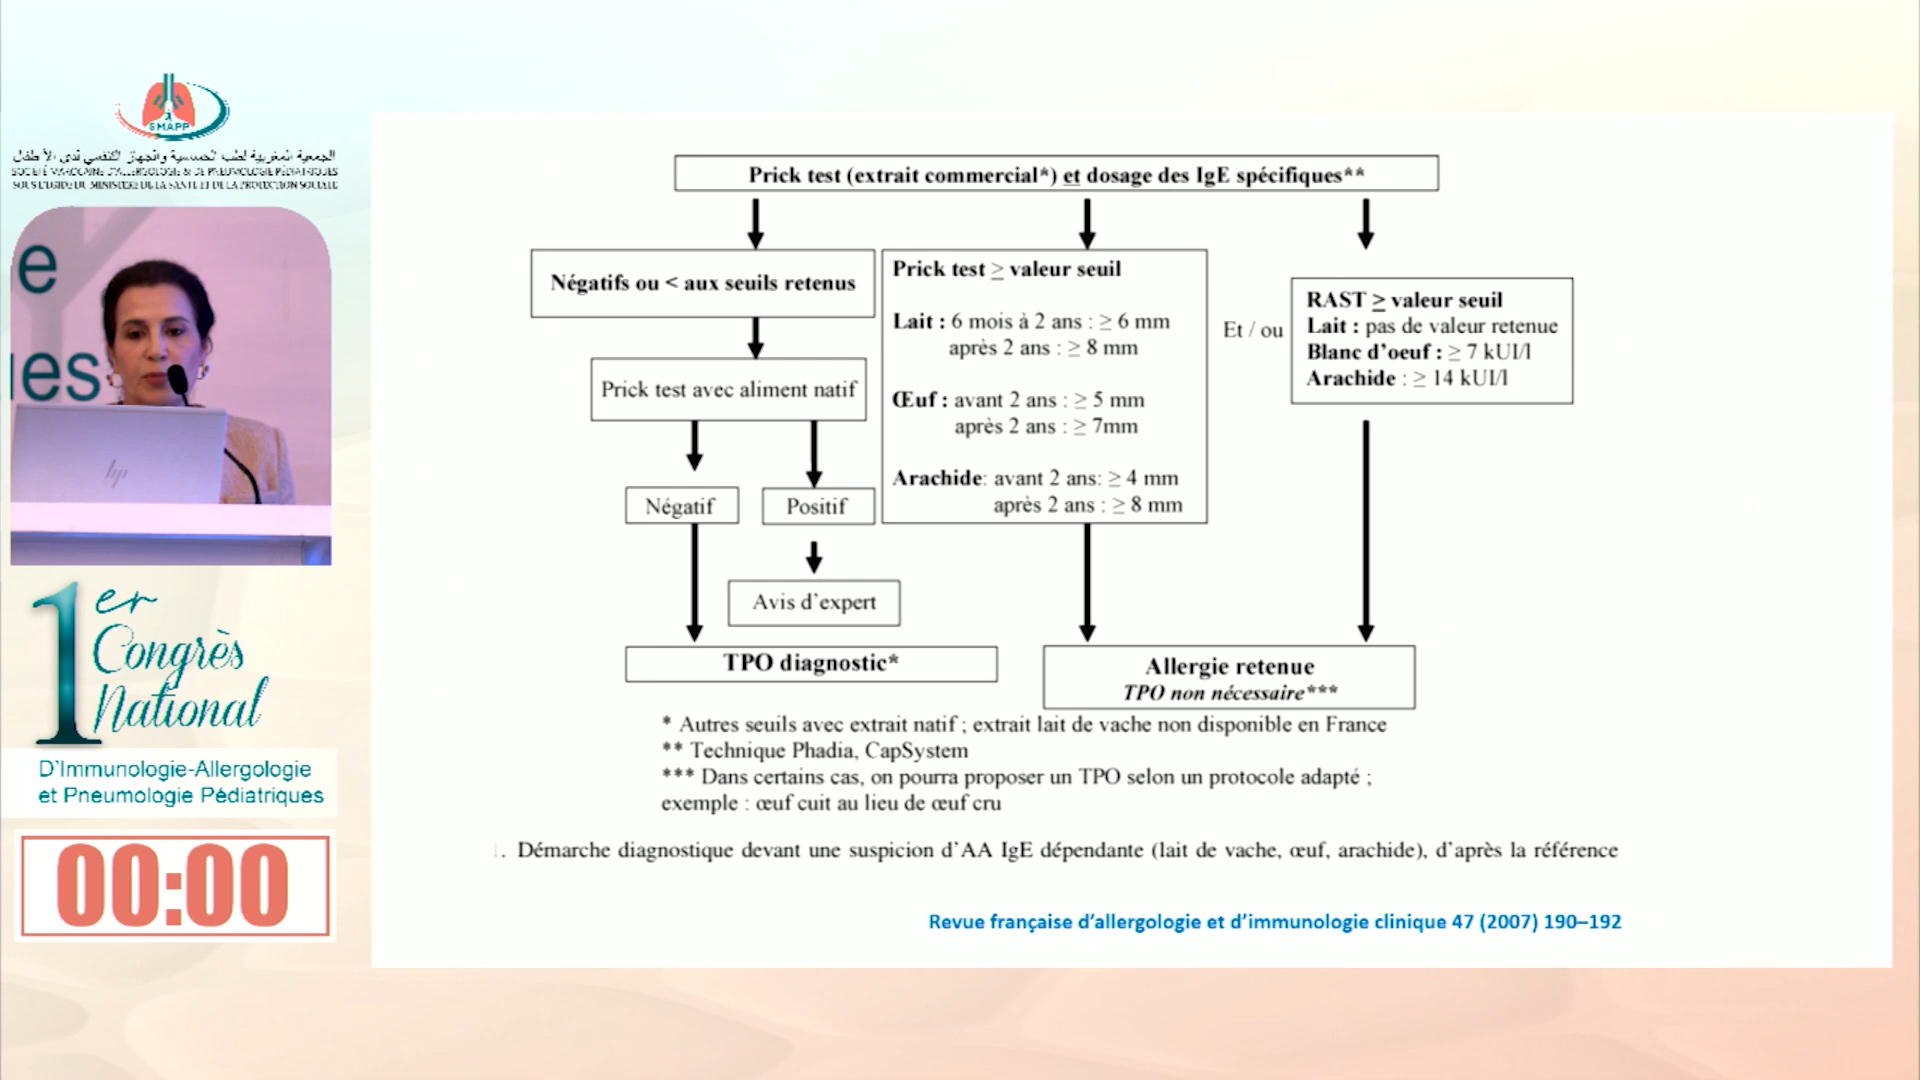 SMAPP
الجمعية المغربية لطب الحساسية والجهاز التنفسي لدى الأطفال
SOCIÉTÉ MAROCAINE D'ALLERGOLOGIE & DE PNEUMOLOGIE PÉDIATRIQUES
SOUS L'EGIDE DU MINISTERE DE LA SANTE ET DE LA PROTECTION SOCIALE
e
es
hp
1er
Congrès
National
D'Immunologie-Allergologie
et Pneumologie Pédiatriques
00:00
Prick test (extrait commercial*) et dosage des IgE spécifiques**
Négatifs ou < aux seuils retenus
Prick test avec aliment natif
Négatif
Positif
Avis d'expert
TPO diagnostic*
Prick test ≥ valeur seuil
Lait : 6 mois à 2 ans : ≥ 6 mm
après 2 ans : ≥ 8 mm
Œuf : avant 2 ans : ≥ 5 mm
après 2 ans : ≥ 7mm
Arachide: avant 2 ans: ≥ 4 mm
après 2 ans : ≥ 8 mm
Et / ou
RAST ≥ valeur seuil
Lait : pas de valeur retenue
Blanc d'oeuf : ≥ 7 kUI/l
Arachide : ≥ 14 kUI/l
Allergie retenue
TPO non nécessaire***
* Autres seuils avec extrait natif ; extrait lait de vache non disponible en France
** Technique Phadia, CapSystem
*** Dans certains cas, on pourra proposer un TPO selon un protocole adapté ;
exemple : œuf cuit au lieu de œuf cru
. Démarche diagnostique devant une suspicion d'AA IgE dépendante (lait de vache, œuf, arachide), d'après la référence
Revue française d'allergologie et d'immunologie clinique 47 (2007) 190–192